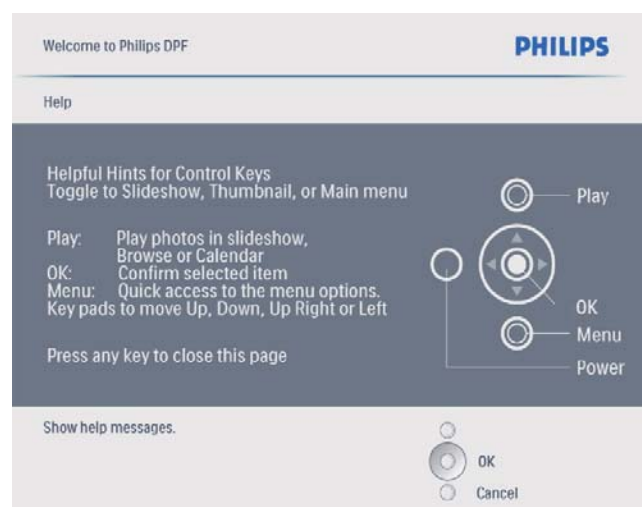 Welcome to Philips DPF
PHILIPS
Help
Helpful Hints for Control Keys
Toggle to Slideshow, Thumbnail, or Main menu
Play: Play photos in slideshow,
Browse or Calendar
OK: Confirm selected item
Menu: Quick access to the menu options.
Key pads to move Up, Down, Up Right or Left
Press any key to close this page
Play
OK
Menu
Power
Show help messages.
OK
Cancel